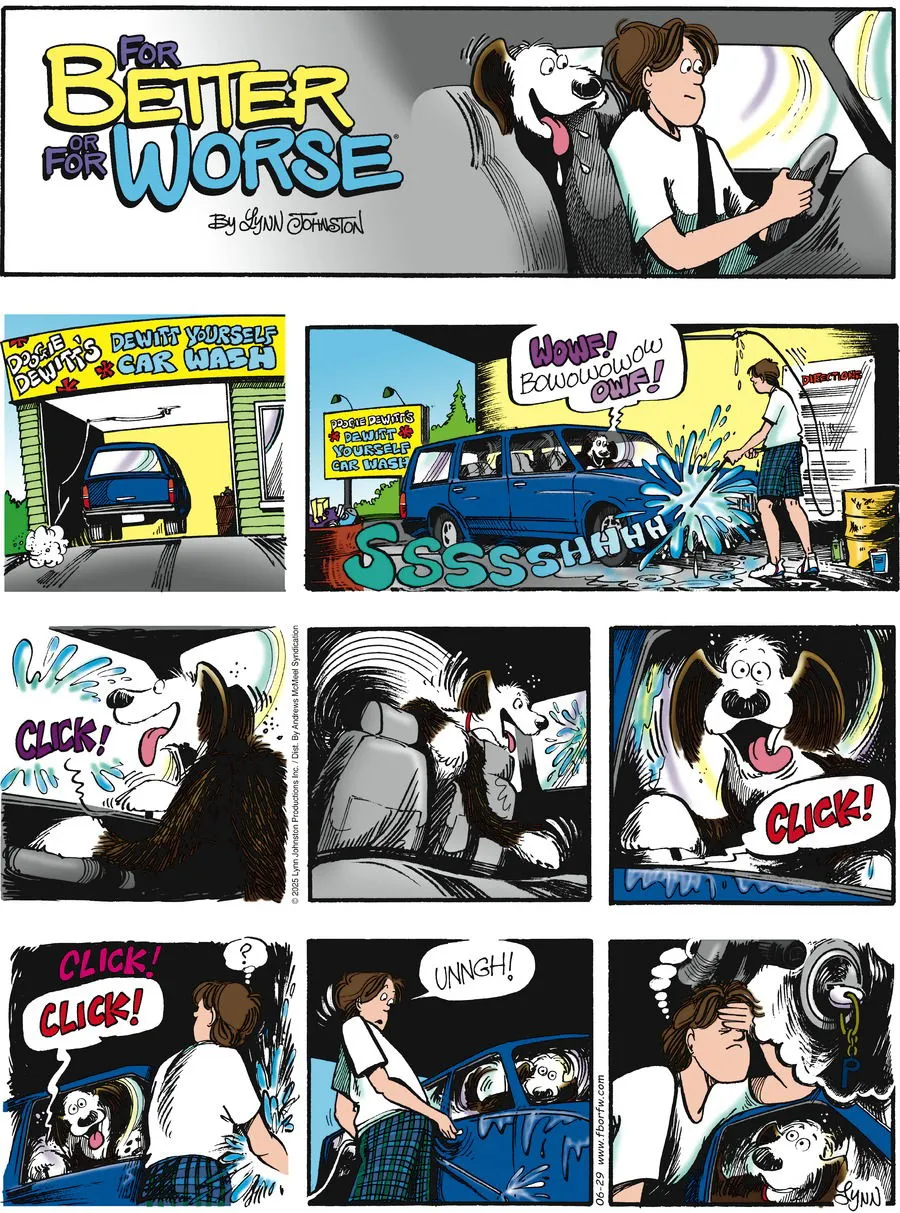 FOR
BETTER
OR
FOR
WORSE
BY LYNN JOHNSTON
DOGGIE
DEWITT'S
DEWITT YOURSELF
CAR WASH
DOGGIE DEWITT'S
DEWITT
YOURSELF
CAR WASH
WOWF!
BOWOWOWOW
OWF!
DIRECTIONS
SSSSSSHHHHH
CLICK!
© 2025 Lynn Johnston Productions Inc. / Dist. By Andrews McMeel Syndication
CLICK!
CLICK!
CLICK!
?
UNNGH!
06-29 www.fborfw.com
P
LYNN